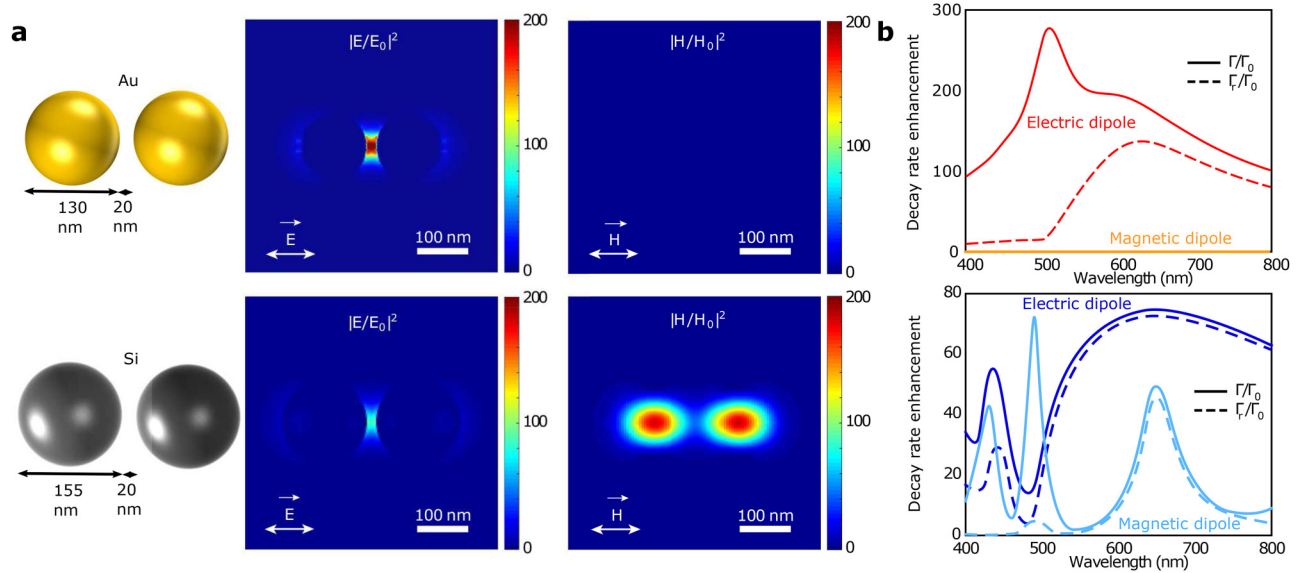 a
Au
130
nm
20
nm
|E/E₀|²
E
100 nm
200
100
0
|H/H₀|²
H
100 nm
200
100
0
b
Decay rate enhancement
300
200
100
0
Γ/Γ₀
Γᵣ/Γ₀
Electric dipole
Magnetic dipole
400 500 600 700 800
Wavelength (nm)
Si
155
nm
20
nm
|E/E₀|²
E
100 nm
200
100
0
|H/H₀|²
H
100 nm
200
100
0
Decay rate enhancement
80
60
40
20
0
Electric dipole
Γ/Γ₀
Γᵣ/Γ₀
Magnetic dipole
400 500 600 700 800
Wavelength (nm)